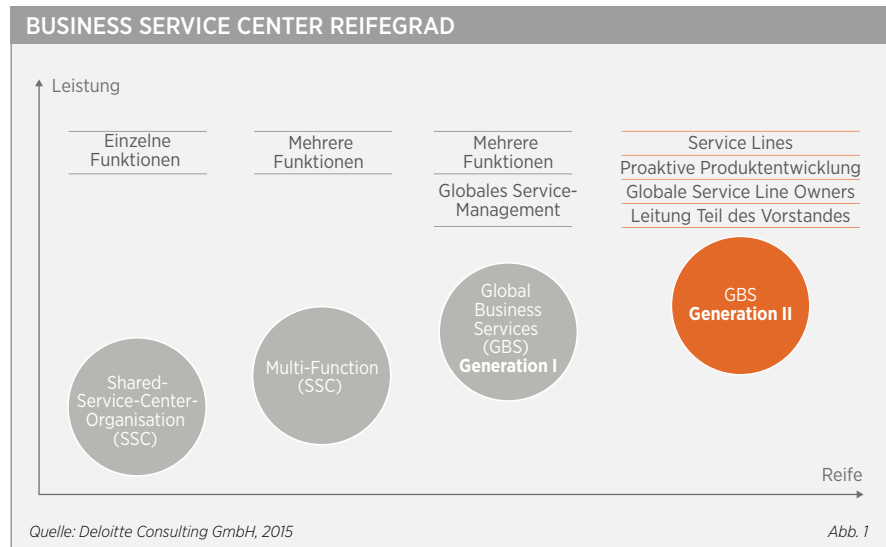 BUSINESS SERVICE CENTER REIFEGRAD
Leistung
Einzelne
Funktionen
Mehrere
Funktionen
Mehrere
Funktionen
Globales Service-
Management
Service Lines
Proaktive Produktentwicklung
Globale Service Line Owners
Leitung Teil des Vorstandes
Shared-
Service-Center-
Organisation
(SSC)
Multi-Function
(SSC)
Global
Business
Services
(GBS)
Generation I
GBS
Generation II
Reife
Quelle: Deloitte Consulting GmbH, 2015
Abb. 1